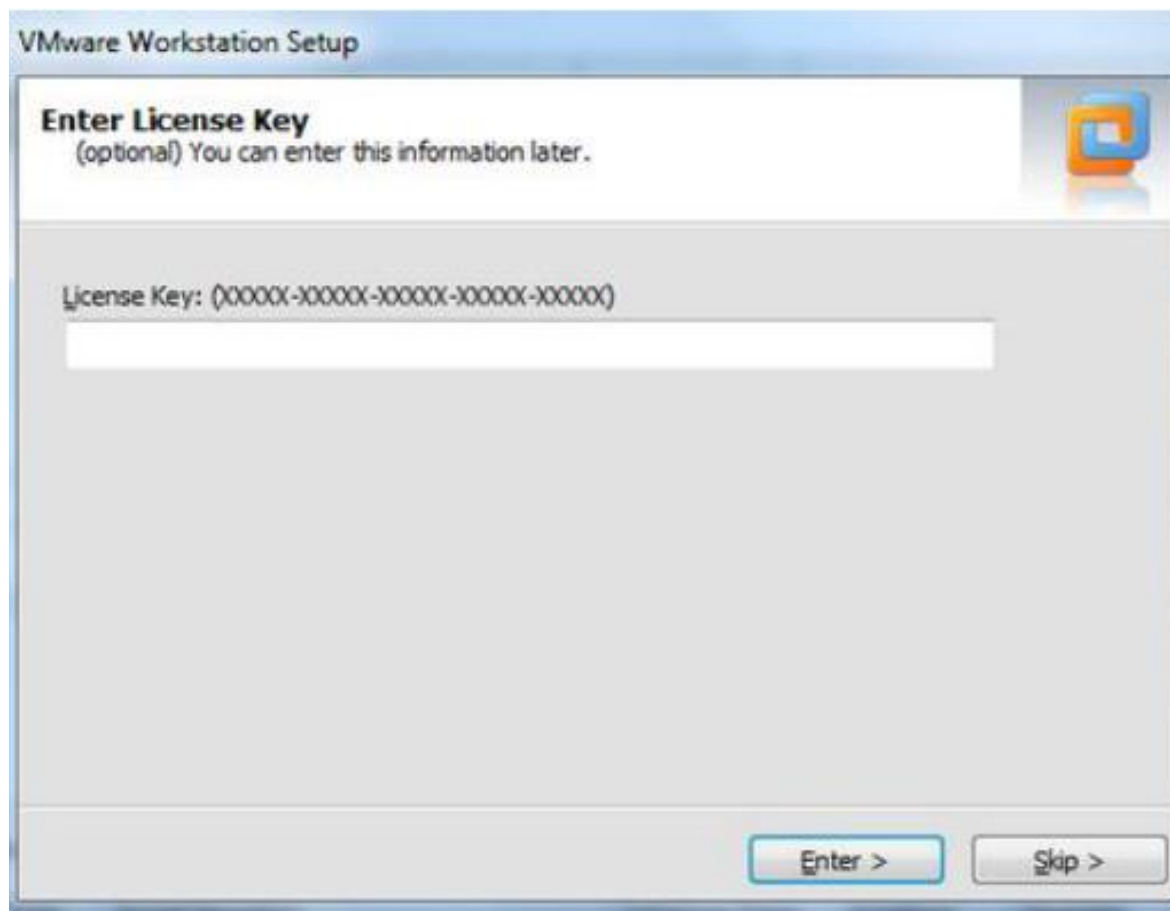 VMware Workstation Setup
Enter License Key
(optional) You can enter this information later.
License Key: (XXXXX-XXXXX-XXXXX-XXXXX-XXXXX)
Enter >
Skip >